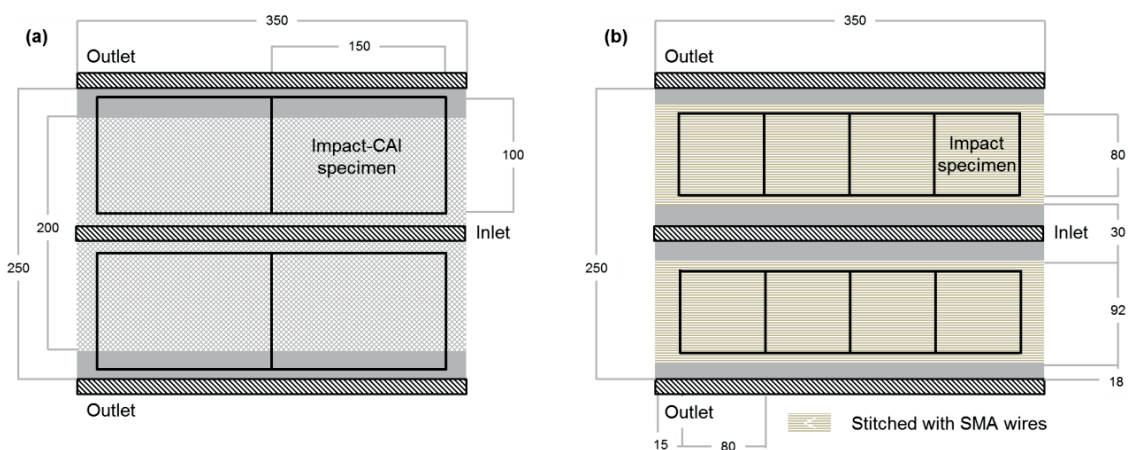 (a)
350
Outlet
150
Impact-CAI
specimen
100
200
250
Inlet
Outlet
(b)
350
Outlet
Impact
specimen
80
Inlet
30
250
92
18
Outlet
15
80
Stitched with SMA wires